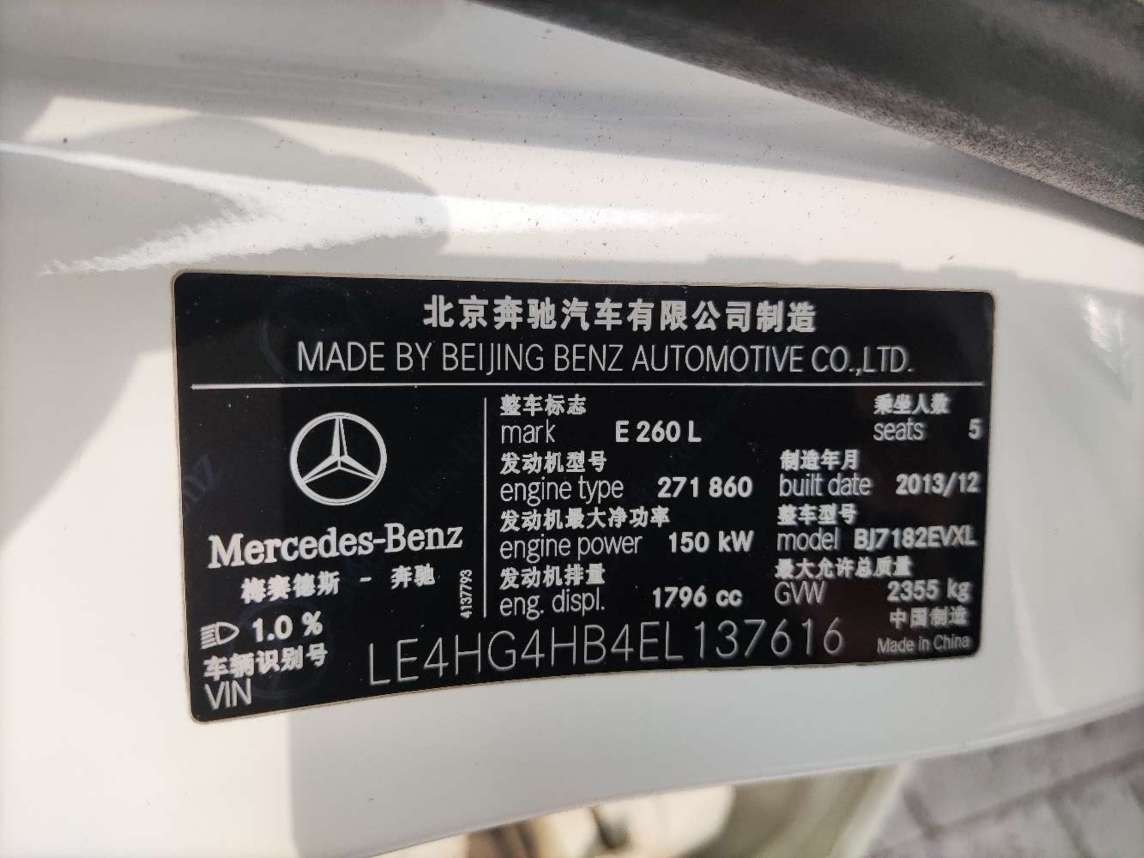 北京奔驰汽车有限公司制造
MADE BY BEIJING BENZ AUTOMOTIVE CO.,LTD.
整车标志 乘坐人数
mark E 260 L seats 5
发动机型号 制造年月
engine type 271 860 built date 2013/12
发动机最大净功率 整车型号
engine power 150 kW model BJ7182EVXL
发动机排量 最大允许总质量
eng. displ. 1796 cc GVW 2355 kg
Mercedes-Benz
梅赛德斯 - 奔驰
4137793
1.0 %
车辆识别号
VIN LE4HG4HB4EL137616
中国制造
Made in China